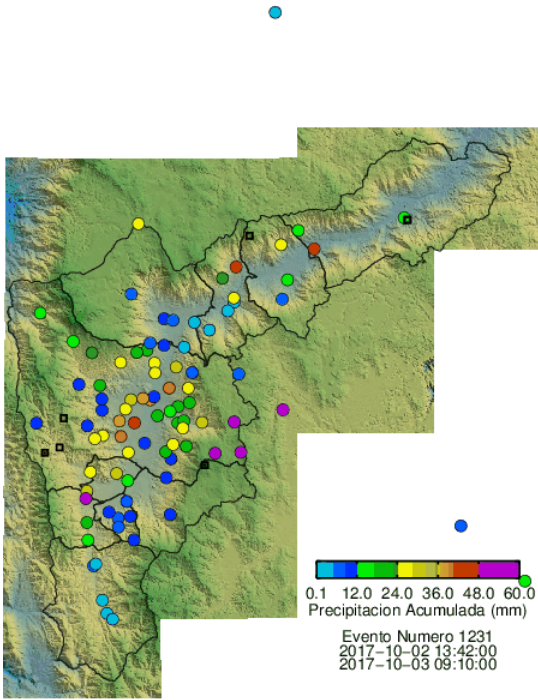 0.1 12.0 24.0 36.0 48.0 60.0
Precipitacion Acumulada (mm)
Evento Numero 1231
2017-10-02 13:42:00
2017-10-03 09:10:00